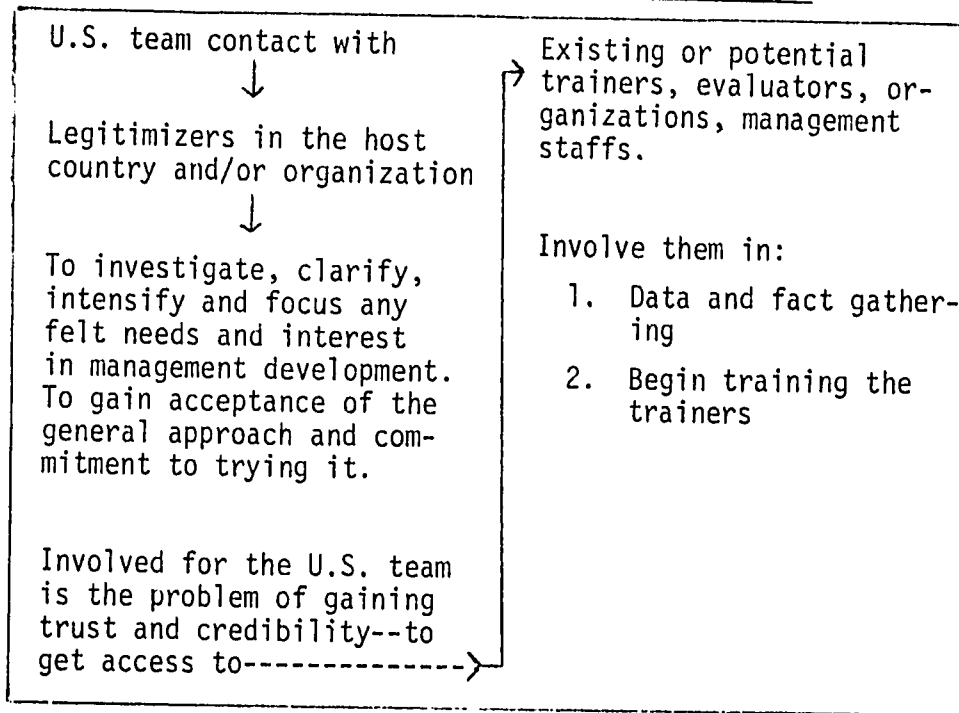 U.S. team contact with
↓
Legitimizers in the host
country and/or organization
↓
To investigate, clarify,
intensify and focus any
felt needs and interest
in management development.
To gain acceptance of the
general approach and com-
mitment to trying it.
Involved for the U.S. team
is the problem of gaining
trust and credibility--to
get access to-------------->
Existing or potential
trainers, evaluators, or-
ganizations, management
staffs.
Involve them in:
1. Data and fact gather-
ing
2. Begin training the
trainers